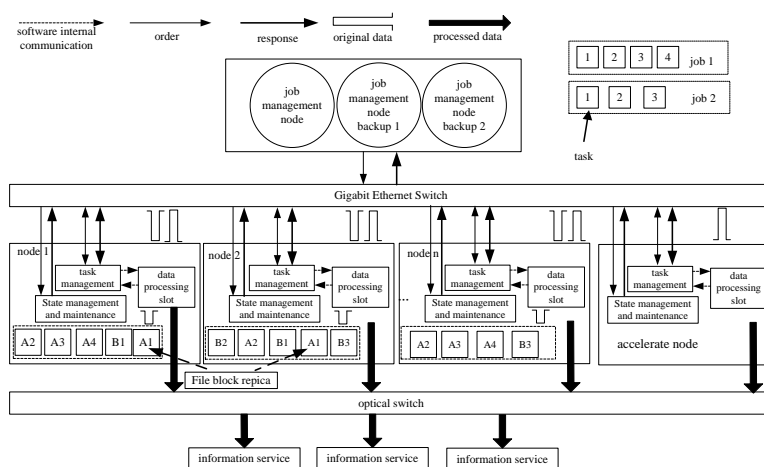 software internal
communication
order
response
original data
processed data
job
management
node
job
management
node
backup 1
job
management
node
backup 2
1 2 3 4 job 1
1 2 3 job 2
task
Gigabit Ethernet Switch
node 1
task
management
data
processing
slot
State management
and maintenance
A2 A3 A4 B1 A1
node 2
task
management
data
processing
slot
State management
and maintenance
B2 A2 B1 A1 B3
node n
task
management
data
processing
slot
State management
and maintenance
...
A2 A3 A4 B3
task
management
data
processing
slot
State management
and maintenance
accelerate node
File block repica
optical switch
information service
information service
information service